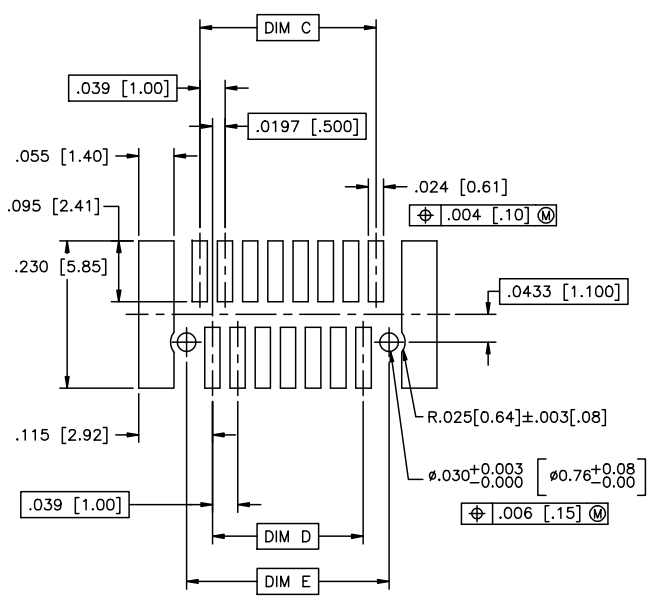 DIM C
.039 [1.00]
.0197 [.500]
.055 [1.40]
.024 [0.61]
.095 [2.41]
⌖ .004 [.10] Ⓜ
.230 [5.85]
.0433 [1.100]
R.025[0.64]±.003[.08]
.115 [2.92]
ø.030+0.003 -0.000 [ø0.76+0.08 -0.00]
.039 [1.00]
⌖ .006 [.15] Ⓜ
DIM D
DIM E